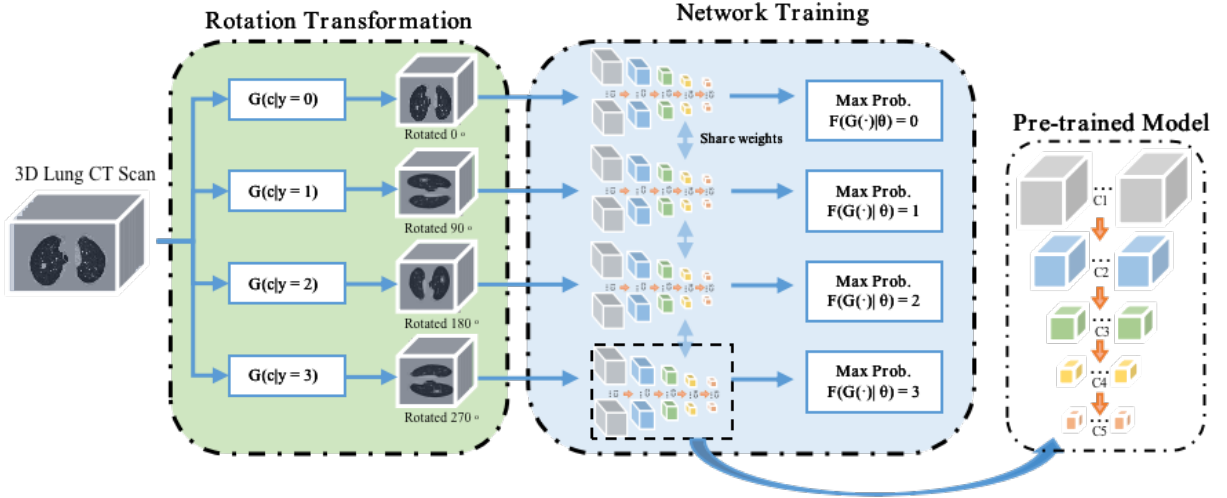 Rotation Transformation
Network Training
G(c|y = 0)
Rotated 0 °
Max Prob.
F(G(·)|θ) = 0
Share weights
Pre-trained Model
3D Lung CT Scan
G(c|y = 1)
Rotated 90 °
Max Prob.
F(G(·)| θ) = 1
G(c|y = 2)
Rotated 180 °
Max Prob.
F(G(·)| θ) = 2
G(c|y = 3)
Rotated 270 °
Max Prob.
F(G(·)| θ) = 3
...
C1
...
C2
...
C3
...
C4
...
C5